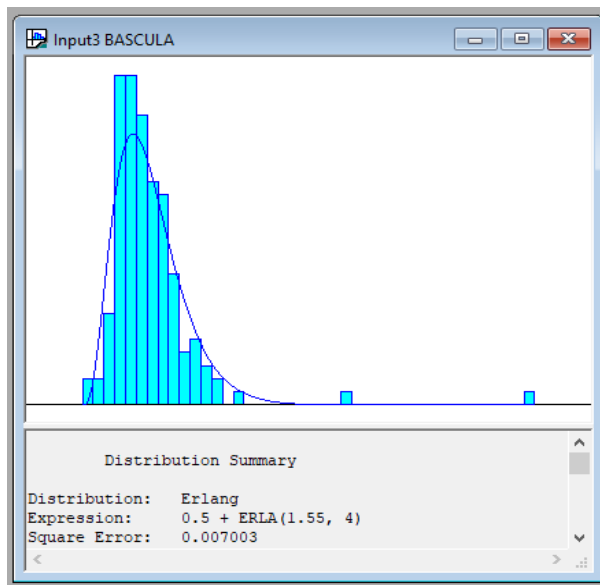 Input3 BASCULA
Distribution Summary
Distribution: Erlang
Expression: 0.5 + ERLA(1.55, 4)
Square Error: 0.007003